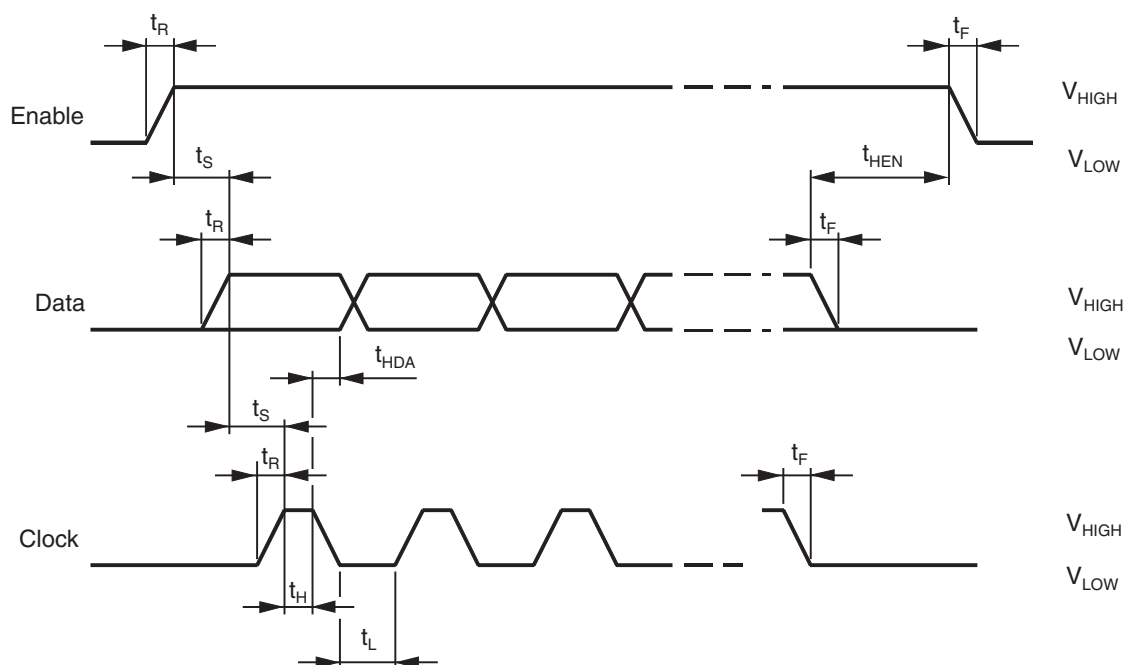 tR
tF
Enable
VHIGH
tS
tHEN
VLOW
tR
tF
Data
VHIGH
VLOW
tHDA
tS
tR
tF
Clock
VHIGH
VLOW
tH
tL